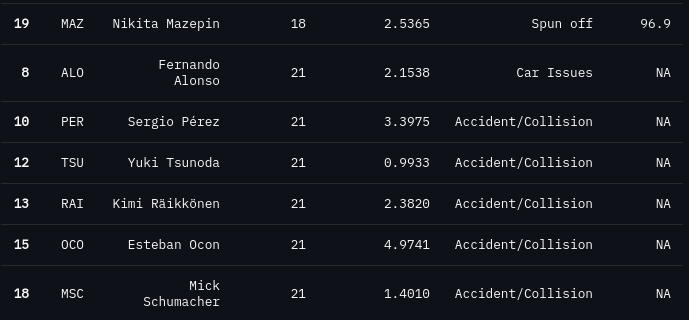 19 MAZ Nikita Mazepin 18 2.5365 Spun off 96.9
8 ALO Fernando Alonso 21 2.1538 Car Issues NA
10 PER Sergio Pérez 21 3.3975 Accident/Collision NA
12 TSU Yuki Tsunoda 21 0.9933 Accident/Collision NA
13 RAI Kimi Räikkönen 21 2.3820 Accident/Collision NA
15 OCO Esteban Ocon 21 4.9741 Accident/Collision NA
18 MSC Mick Schumacher 21 1.4010 Accident/Collision NA